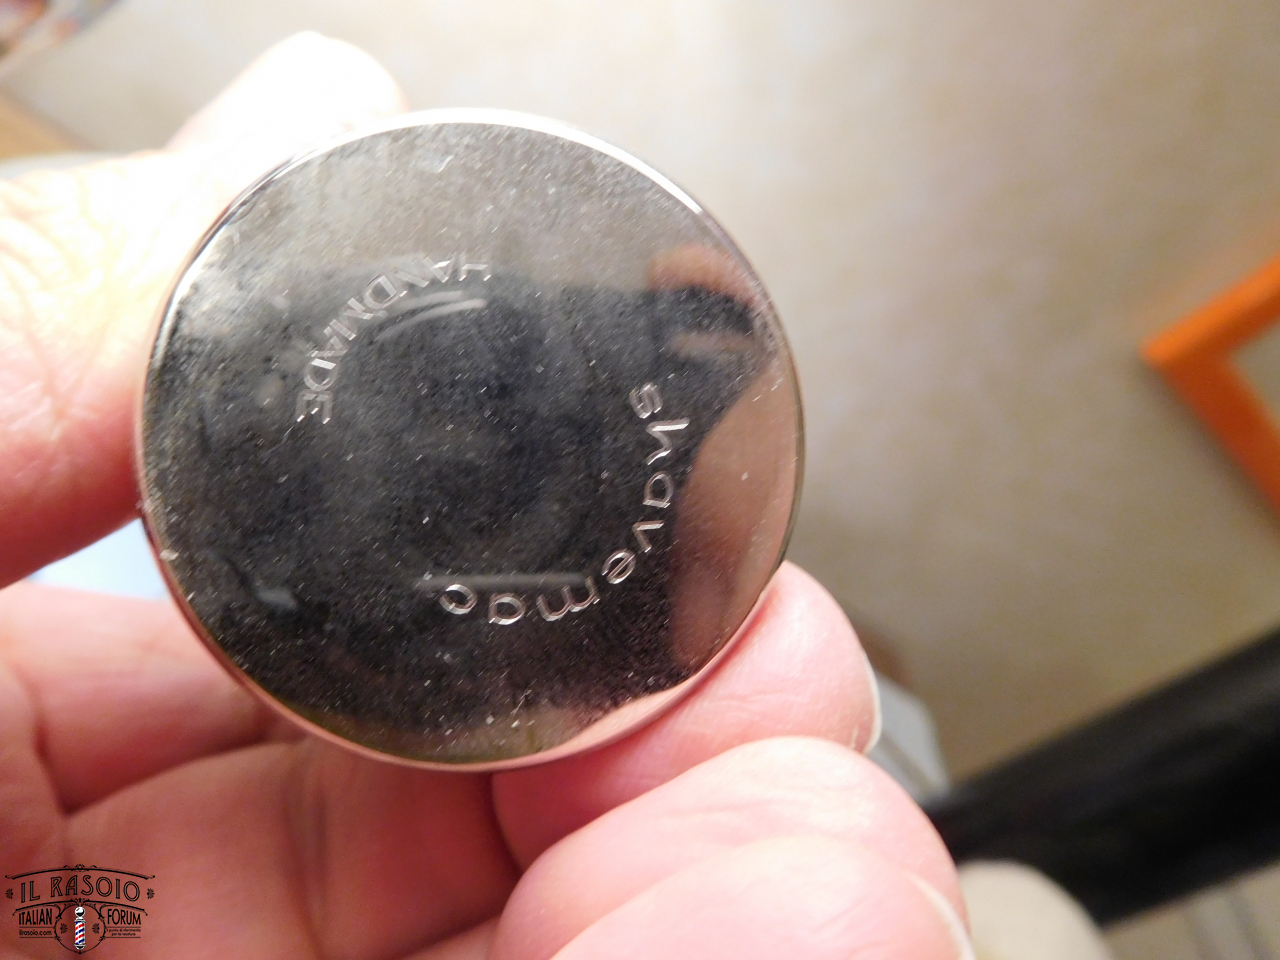 HANDMADE
shavemac
IL RASOIO
ITALIAN FORUM
ilrasoio.com